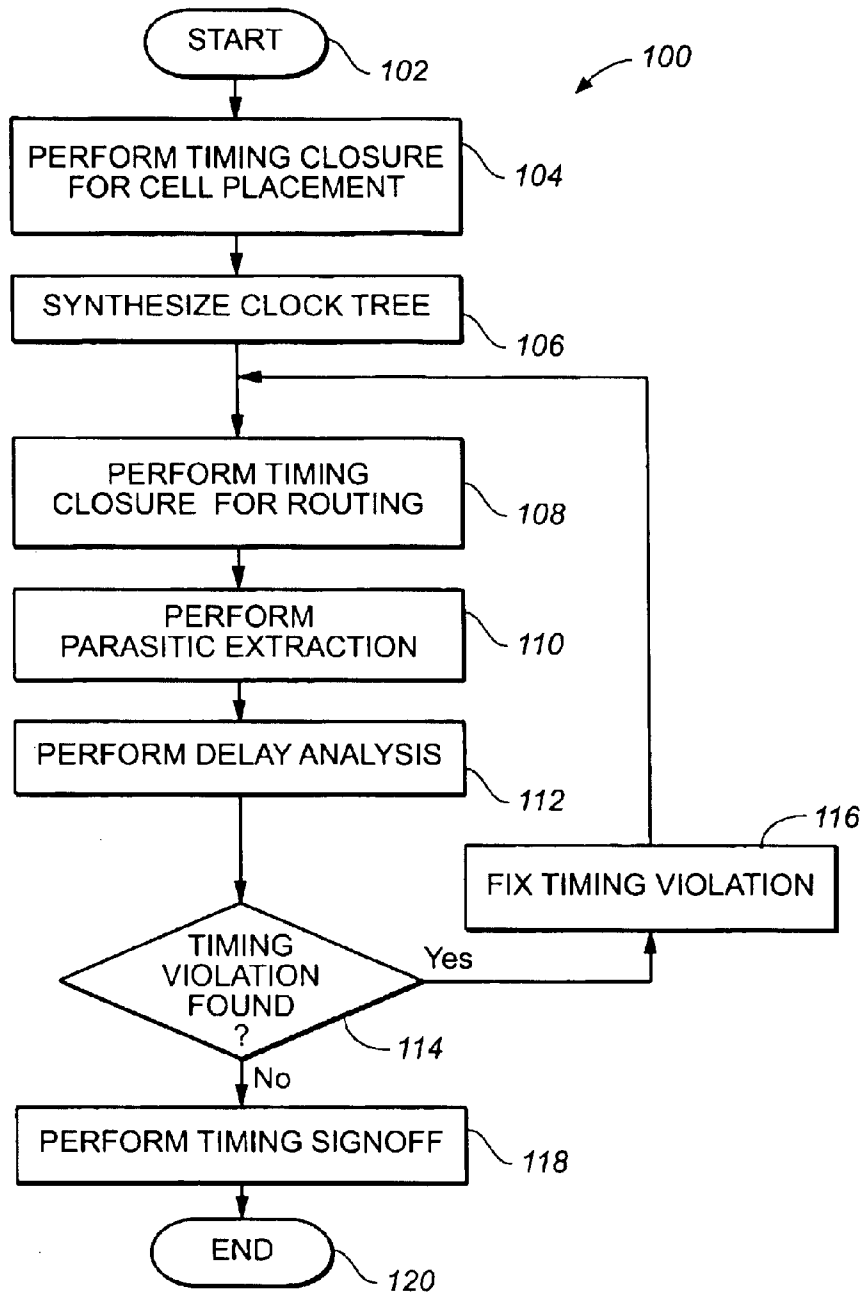 START
102
100
PERFORM TIMING CLOSURE
FOR CELL PLACEMENT
104
SYNTHESIZE CLOCK TREE
106
PERFORM TIMING
CLOSURE FOR ROUTING
108
PERFORM
PARASITIC EXTRACTION
110
PERFORM DELAY ANALYSIS
112
116
FIX TIMING VIOLATION
TIMING
VIOLATION
FOUND
?
Yes
114
No
PERFORM TIMING SIGNOFF
118
END
120